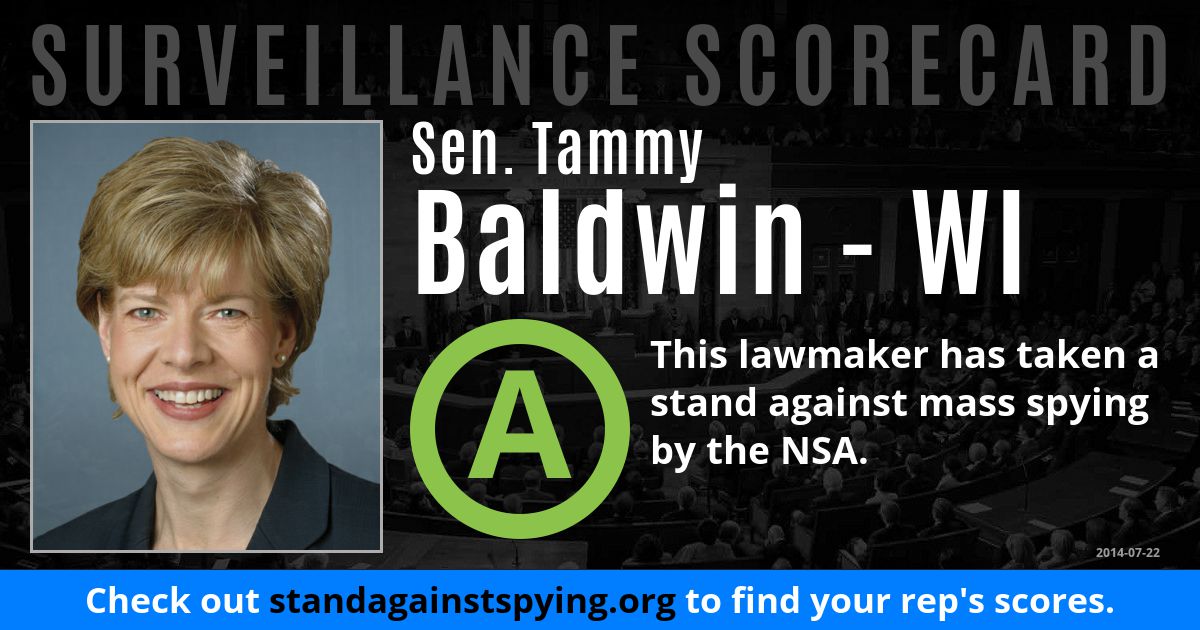 SURVEILLANCE SCORECARD
Sen. Tammy
Baldwin - WI
A
This lawmaker has taken a
stand against mass spying
by the NSA.
2014-07-22
Check out standagainstspying.org to find your rep's scores.